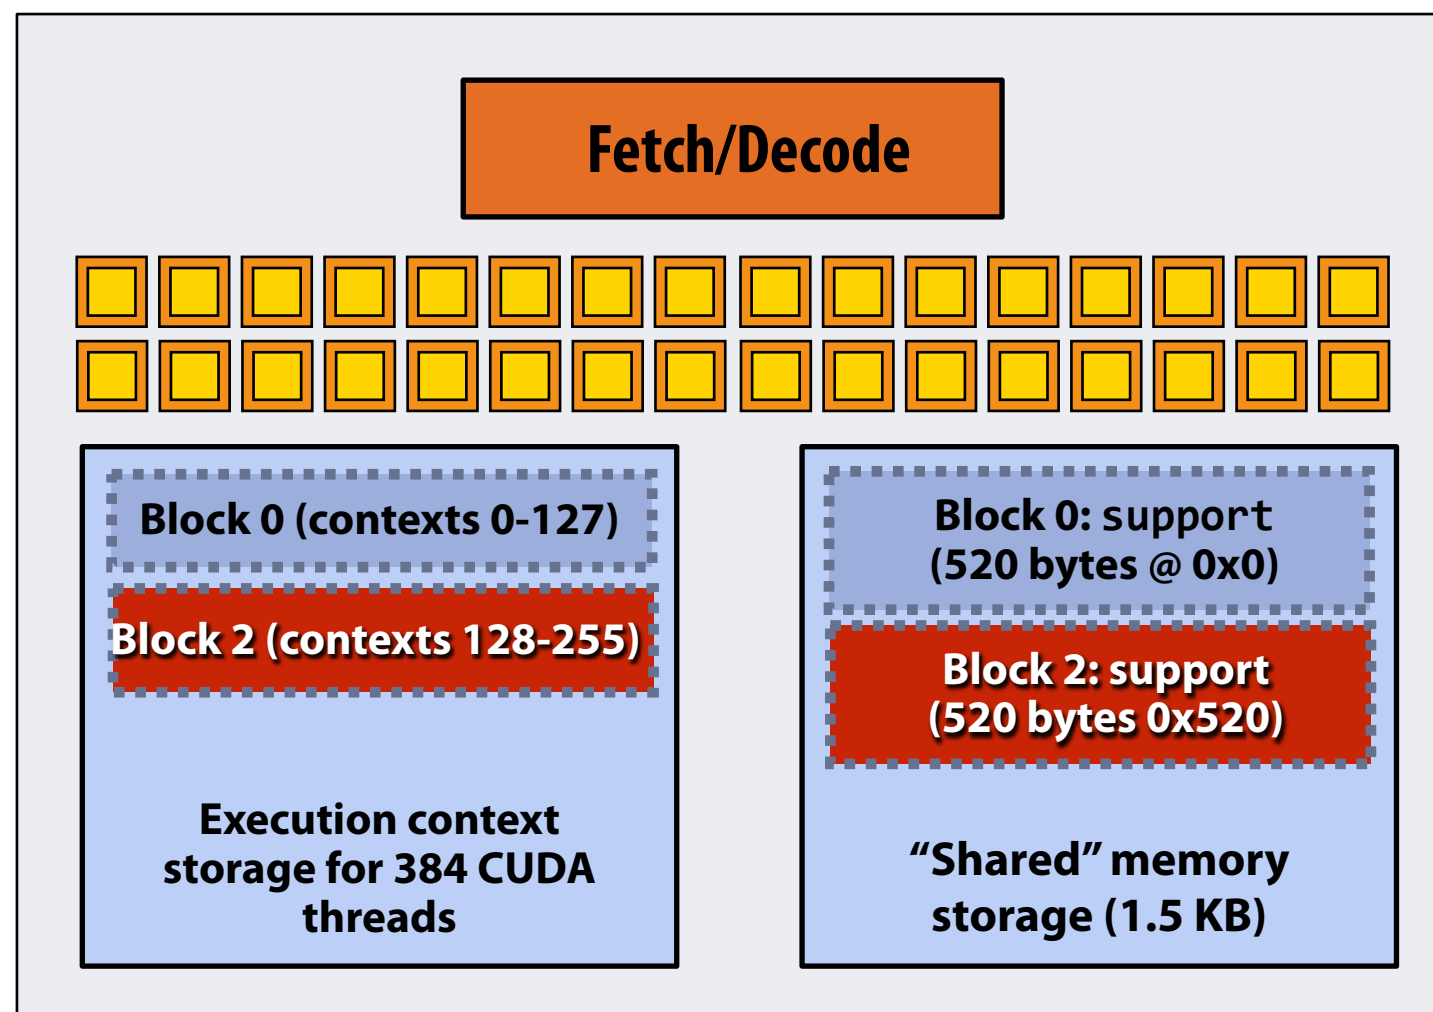 Fetch/Decode
Block 0 (contexts 0-127)
Block 2 (contexts 128-255)
Execution context
storage for 384 CUDA
threads
Block 0: support
(520 bytes @ 0x0)
Block 2: support
(520 bytes 0x520)
“Shared” memory
storage (1.5 KB)